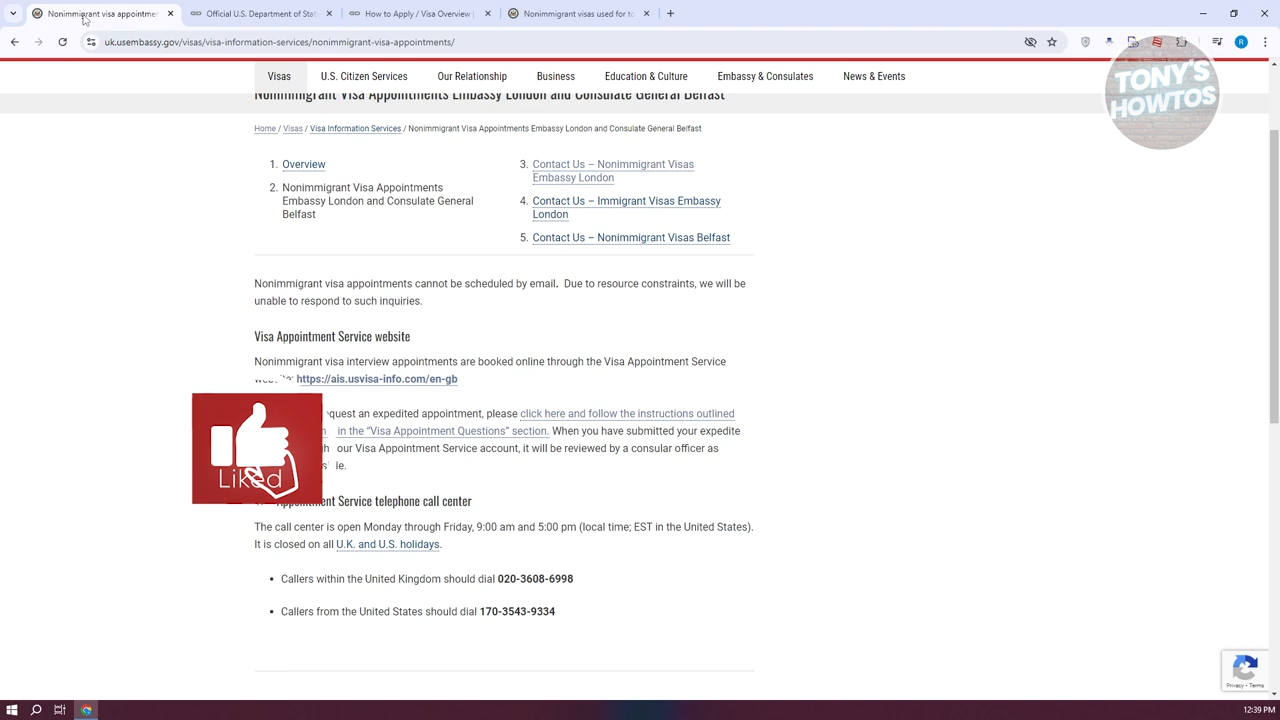 Nonimmigrant visa appointme
Official U.S. Department of Stat
How to Apply / Visa Overview |
Nonimmigrant visas used for to
uk.usembassy.gov/visas/visa-information-services/nonimmigrant-visa-appointments/
R
Visas
U.S. Citizen Services
Our Relationship
Business
Education & Culture
Embassy & Consulates
News & Events
TONY'S
HOWTOS
Nonimmigrant Visa Appointments Embassy London and Consulate General Belfast
Home / Visas / Visa Information Services / Nonimmigrant Visa Appointments Embassy London and Consulate General Belfast
1. Overview
2. Nonimmigrant Visa Appointments
Embassy London and Consulate General
Belfast
3. Contact Us – Nonimmigrant Visas
Embassy London
4. Contact Us – Immigrant Visas Embassy
London
5. Contact Us – Nonimmigrant Visas Belfast
Nonimmigrant visa appointments cannot be scheduled by email. Due to resource constraints, we will be
unable to respond to such inquiries.
Visa Appointment Service website
Nonimmigrant visa interview appointments are booked online through the Visa Appointment Service
https://ais.usvisa-info.com/en-gb
quest an expedited appointment, please click here and follow the instructions outlined
in the “Visa Appointment Questions” section. When you have submitted your expedite
our Visa Appointment Service account, it will be reviewed by a consular officer as
Liked
Appointment Service telephone call center
The call center is open Monday through Friday, 9:00 am and 5:00 pm (local time; EST in the United States).
It is closed on all U.K. and U.S. holidays.
• Callers within the United Kingdom should dial 020-3608-6998
• Callers from the United States should dial 170-3543-9334
Privacy - Terms
12:39 PM